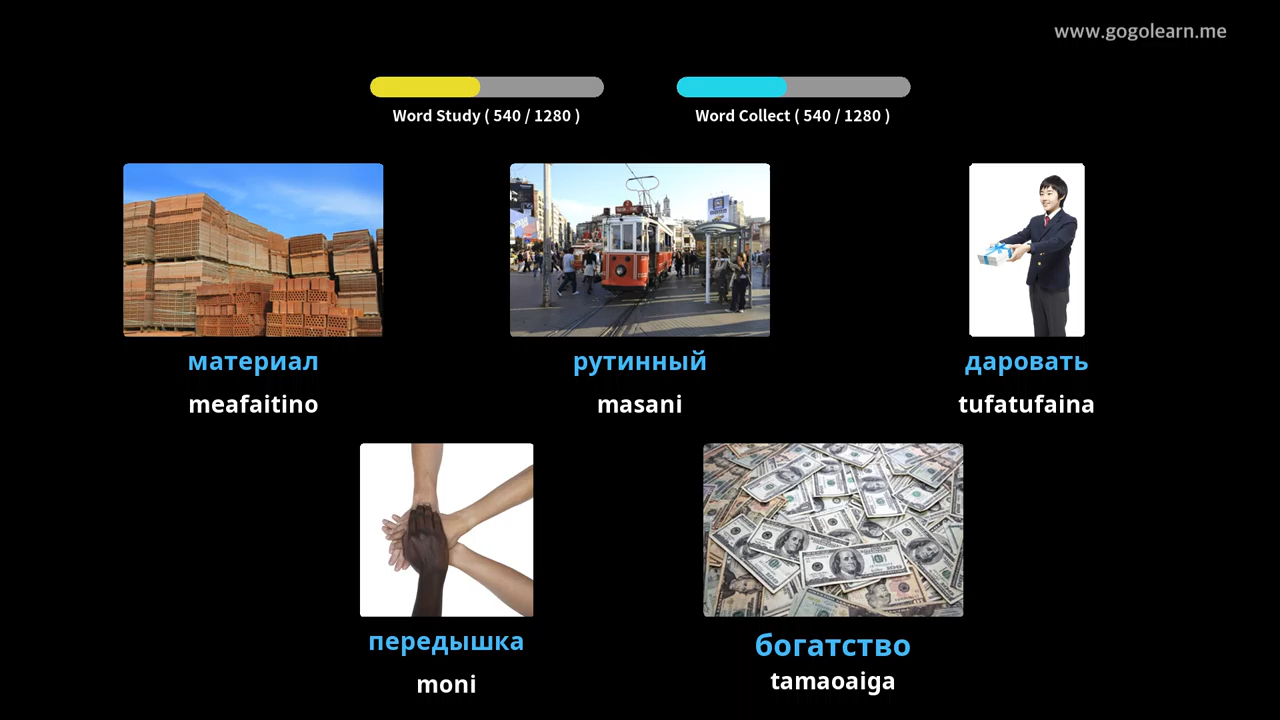 www.gogolearn.me
Word Study ( 540 / 1280 )
Word Collect ( 540 / 1280 )
материал
рутинный
даровать
meafaitino
masani
tufatufaina
передышка
богатство
moni
tamaoaiga